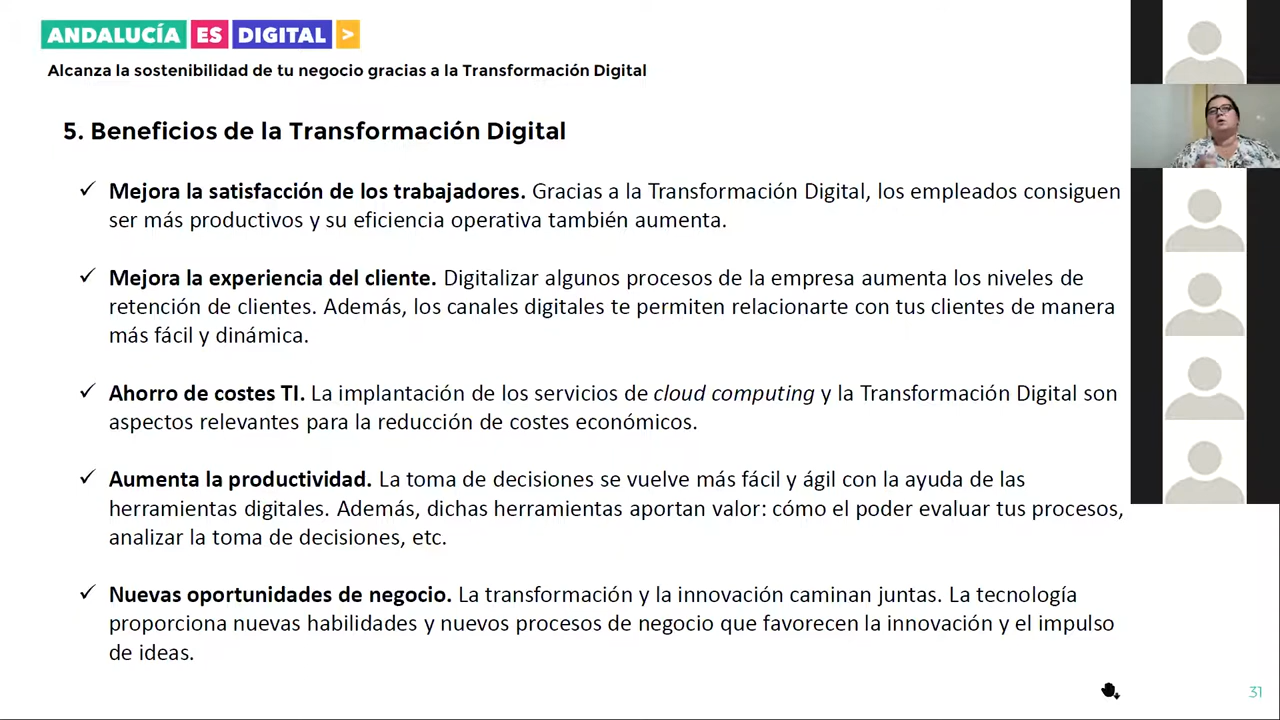 ANDALUCÍA ES DIGITAL >
Alcanza la sostenibilidad de tu negocio gracias a la Transformación Digital
5. Beneficios de la Transformación Digital
✓ Mejora la satisfacción de los trabajadores. Gracias a la Transformación Digital, los empleados consiguen
ser más productivos y su eficiencia operativa también aumenta.
✓ Mejora la experiencia del cliente. Digitalizar algunos procesos de la empresa aumenta los niveles de
retención de clientes. Además, los canales digitales te permiten relacionarte con tus clientes de manera
más fácil y dinámica.
✓ Ahorro de costes TI. La implantación de los servicios de cloud computing y la Transformación Digital son
aspectos relevantes para la reducción de costes económicos.
✓ Aumenta la productividad. La toma de decisiones se vuelve más fácil y ágil con la ayuda de las
herramientas digitales. Además, dichas herramientas aportan valor: cómo el poder evaluar tus procesos,
analizar la toma de decisiones, etc.
✓ Nuevas oportunidades de negocio. La transformación y la innovación caminan juntas. La tecnología
proporciona nuevas habilidades y nuevos procesos de negocio que favorecen la innovación y el impulso
de ideas.
31